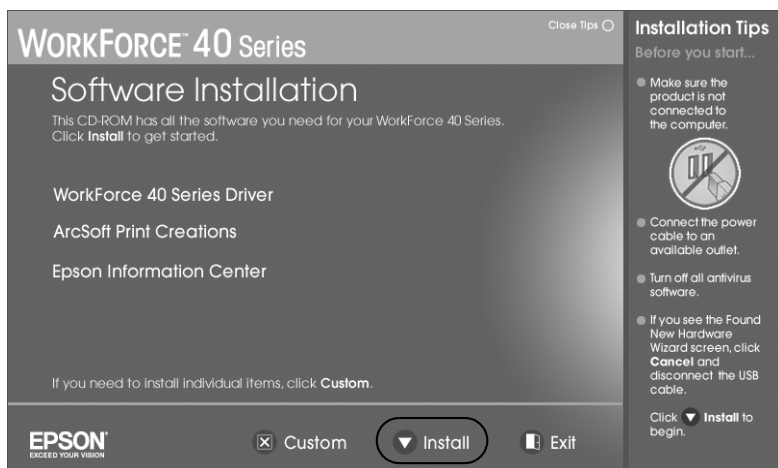 WORKFORCE™ 40 Series
Close Tips
Software Installation
This CD-ROM has all the software you need for your WorkForce 40 Series.
Click Install to get started.
WorkForce 40 Series Driver
ArcSoft Print Creations
Epson Information Center
If you need to install individual items, click Custom.
EPSON®
EXCEED YOUR VISION
Custom
Install
Exit
Installation Tips
Before you start...
Make sure the
product is not
connected to
the computer.
Connect the power
cable to an
available outlet.
Turn off all antivirus
software.
If you see the Found
New Hardware
Wizard screen, click
Cancel and
disconnect the USB
cable.
Click Install to
begin.